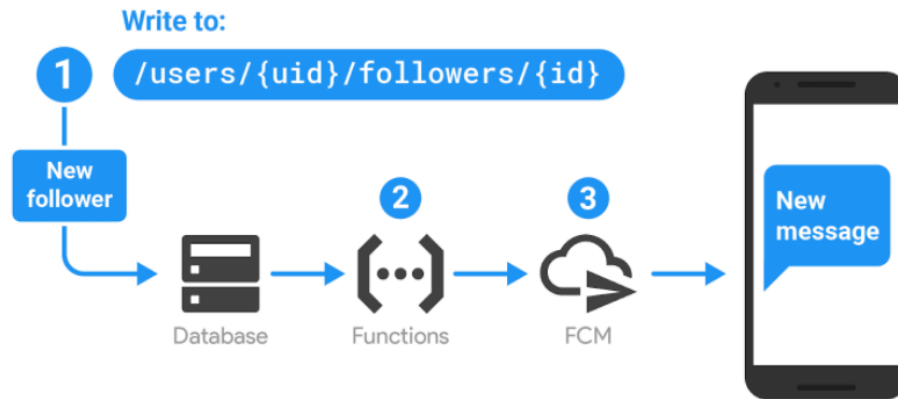 Write to:
1
/users/{uid}/followers/{id}
New
follower
2
3
New
message
Database
Functions
FCM